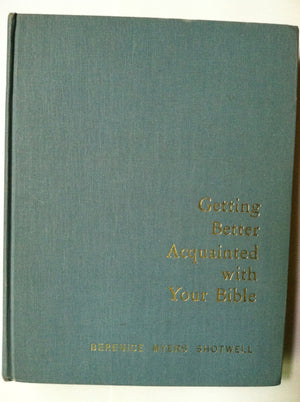 Getting
Better
Acquainted
with
Your Bible
BERENICE MYERS SHOTWELL